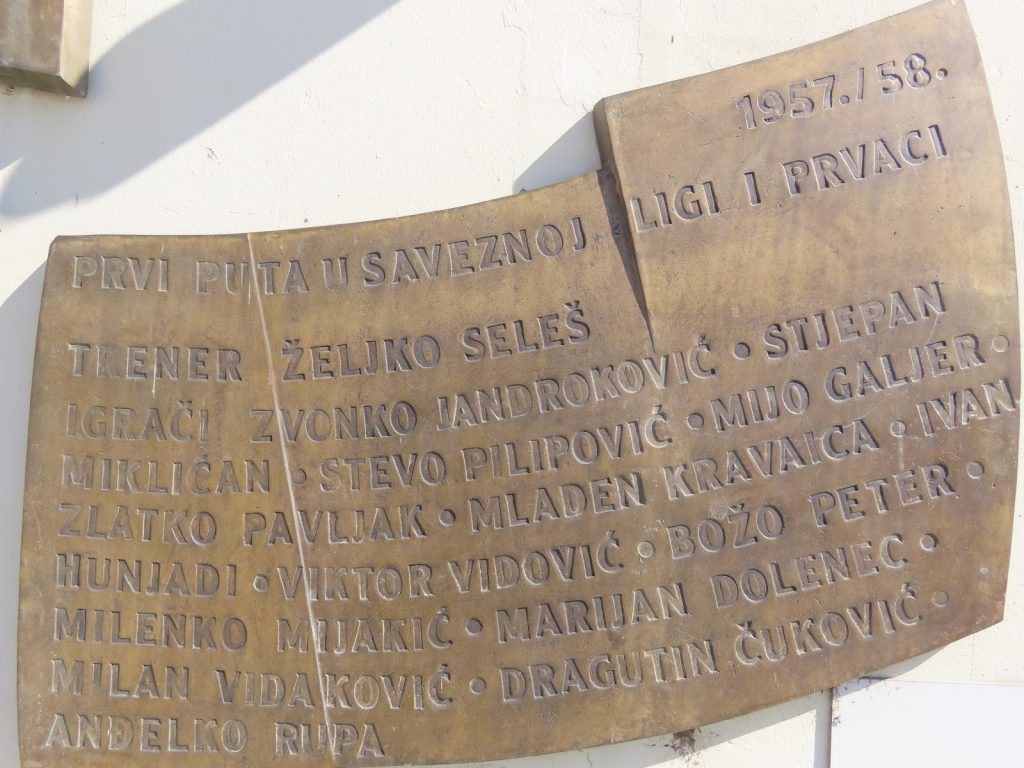 1957./58.
PRVI PUTA U SAVEZNOJ LIGI I PRVACI
TRENER ŽELJKO SELEŠ
IGRAČI ZVONKO JANDROKOVIĆ • STJEPAN
MIKLIČAN • STEVO PILIPOVIĆ • MIJO GALJER •
ZLATKO PAVLJAK • MLADEN KRAVAICA • IVAN
HUNJADI • VIKTOR VIDOVIĆ • BOŽO PETER •
MILENKO MIJAKIĆ • MARIJAN DOLENEC •
MILAN VIDAKOVIĆ • DRAGUTIN ČUKOVIĆ •
ANĐELKO RUPA